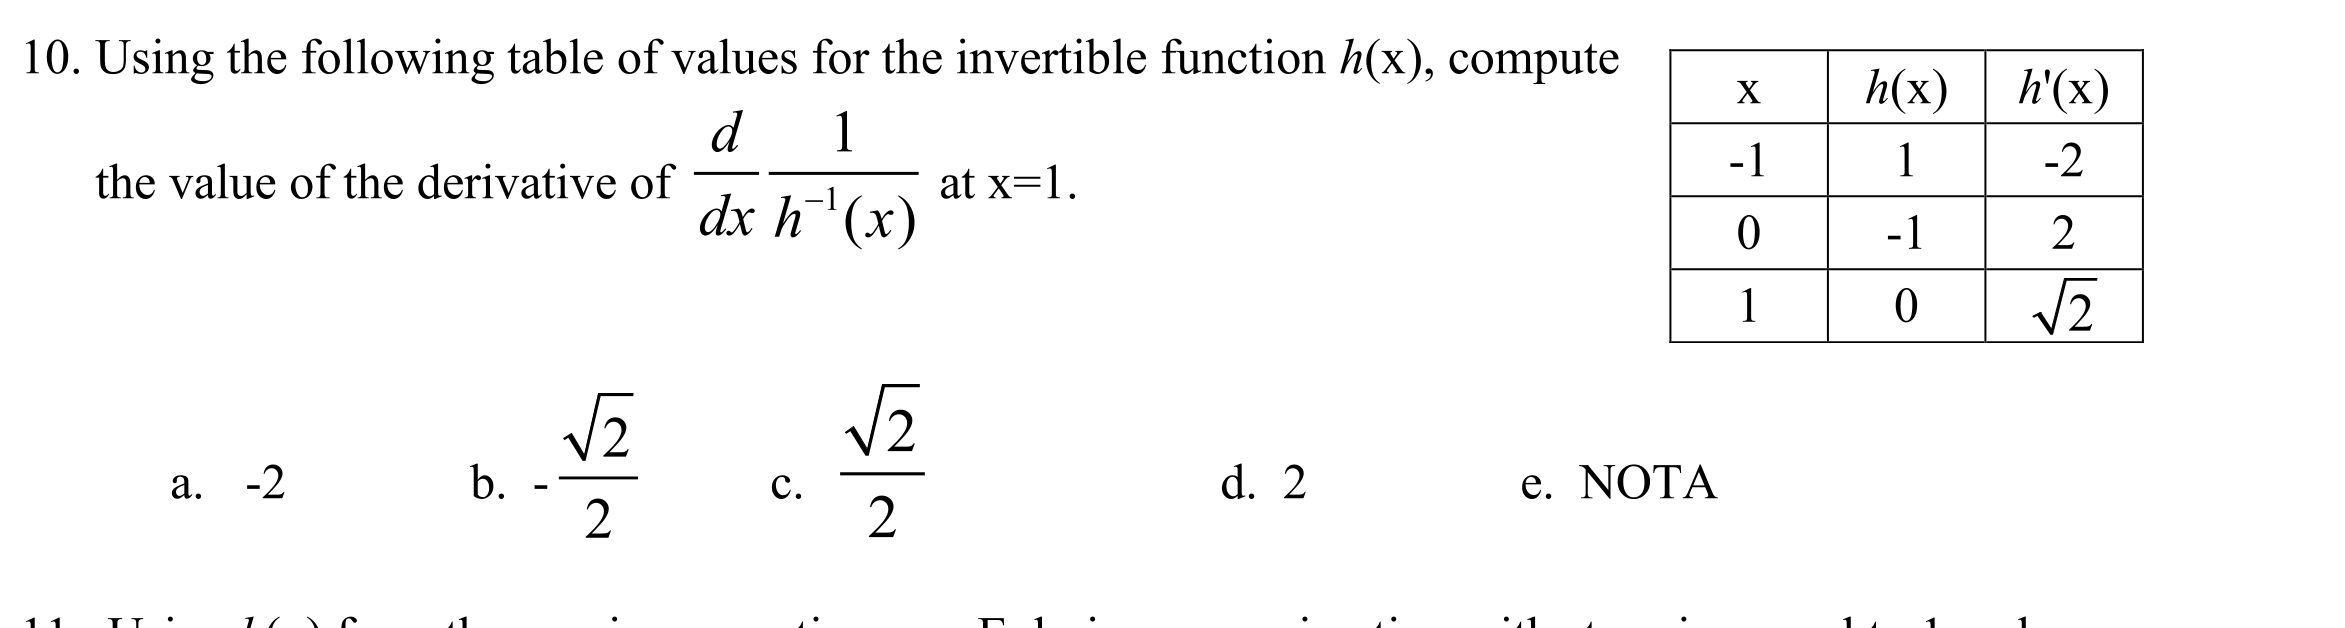 10. Using the following table of values for the invertible function h(x), compute
the value of the derivative of d/dx 1/h⁻¹(x) at x=1.
x h(x) h'(x)
-1 1 -2
0 -1 2
1 0 √2
a. -2 b. -√2/2 c. √2/2 d. 2 e. NOTA